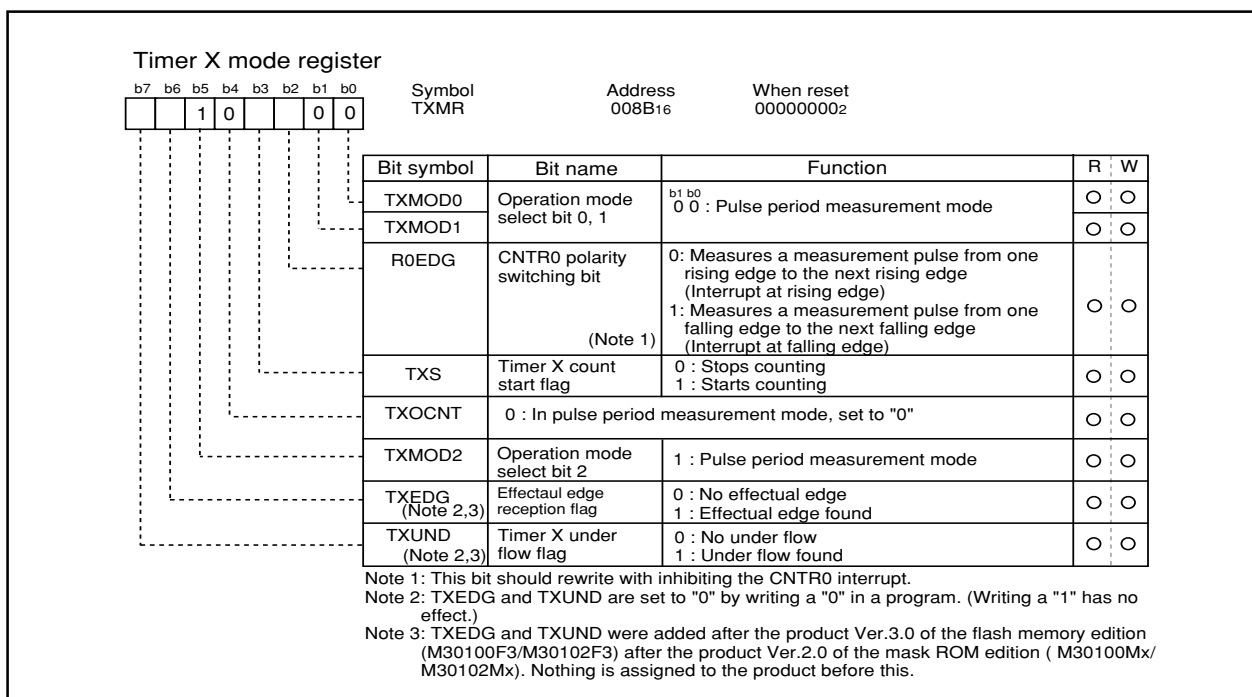 Timer X mode register
b7 b6 b5 b4 b3 b2 b1 b0
1 0 0 0
Symbol Address When reset
TXMR 008B16 000000002
Bit symbol Bit name Function R W
TXMOD0 Operation mode select bit 0, 1
b1 b0
0 0 : Pulse period measurement mode
TXMOD1
R0EDG CNTR0 polarity
switching bit
(Note 1)
0: Measures a measurement pulse from one
rising edge to the next rising edge
(Interrupt at rising edge)
1: Measures a measurement pulse from one
falling edge to the next falling edge
(Interrupt at falling edge)
TXS Timer X count
start flag
0 : Stops counting
1 : Starts counting
TXOCNT 0 : In pulse period measurement mode, set to "0"
TXMOD2 Operation mode
select bit 2
1 : Pulse period measurement mode
TXEDG
(Note 2,3)
Effectaul edge
reception flag
0 : No effectual edge
1 : Effectual edge found
TXUND
(Note 2,3)
Timer X under
flow flag
0 : No under flow
1 : Under flow found
Note 1: This bit should rewrite with inhibiting the CNTR0 interrupt.
Note 2: TXEDG and TXUND are set to "0" by writing a "0" in a program. (Writing a "1" has no
effect.)
Note 3: TXEDG and TXUND were added after the product Ver.3.0 of the flash memory edition
(M30100F3/M30102F3) after the product Ver.2.0 of the mask ROM edition ( M30100Mx/
M30102Mx). Nothing is assigned to the product before this.